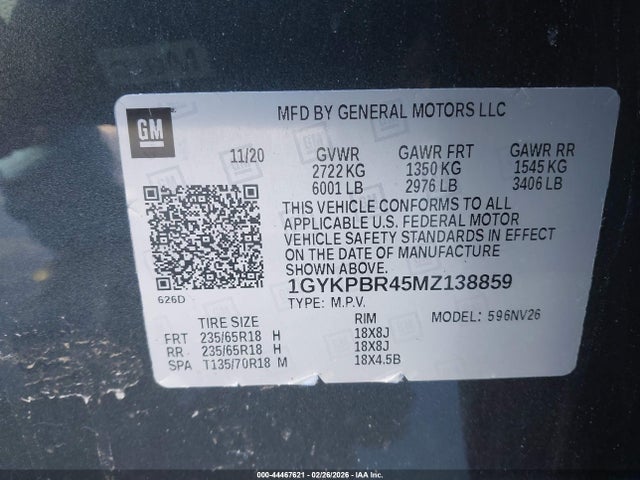 GM
MFD BY GENERAL MOTORS LLC
11/20 GVWR GAWR FRT GAWR RR
2722 KG 1350 KG 1545 KG
6001 LB 2976 LB 3406 LB
THIS VEHICLE CONFORMS TO ALL
APPLICABLE U.S. FEDERAL MOTOR
VEHICLE SAFETY STANDARDS IN EFFECT
ON THE DATE OF MANUFACTURE
SHOWN ABOVE.
626D
1GYKPBR45MZ138859
TYPE: M.P.V. MODEL: 596NV26
TIRE SIZE RIM
FRT 235/65R18 H 18X8J
RR 235/65R18 H 18X8J
SPA T135/70R18 M 18X4.5B
000-44467621 - 02/26/2026 - WWW.IAAI.COM